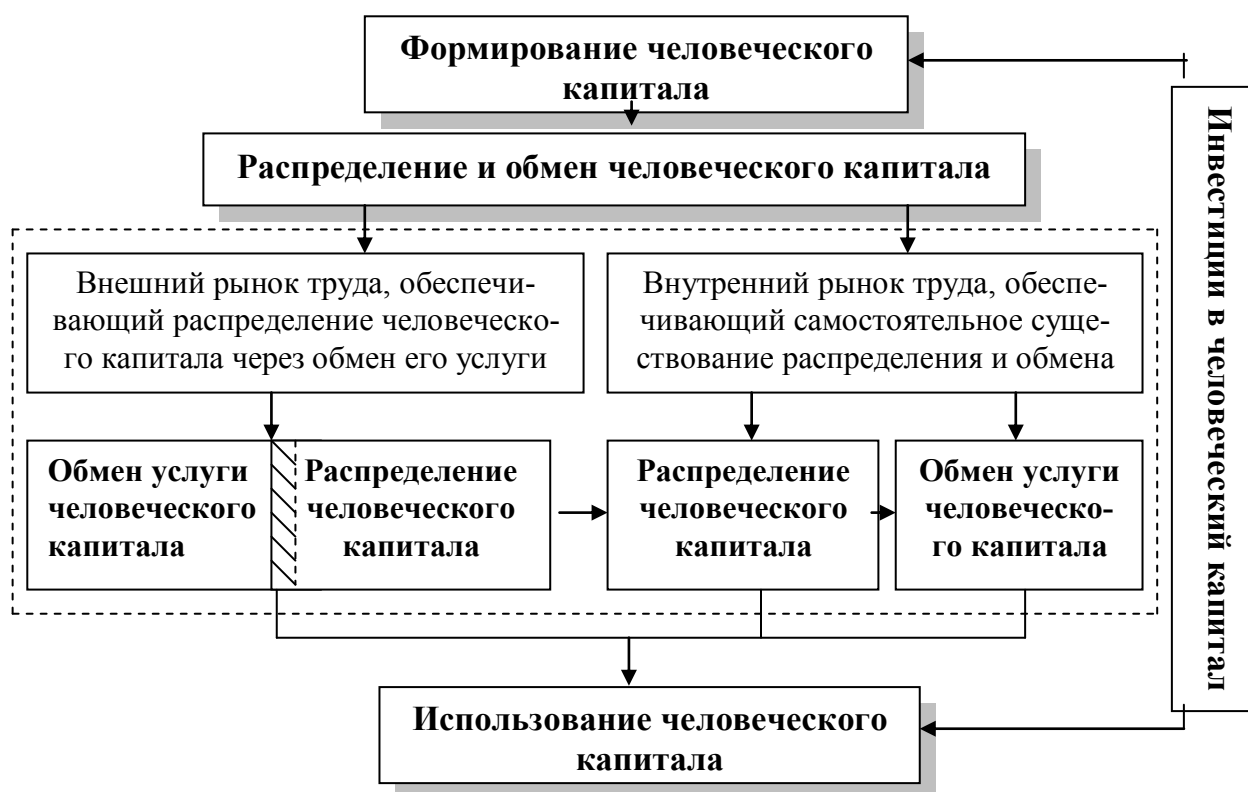 Формирование человеческого
капитала
Распределение и обмен человеческого капитала
Внешний рынок труда, обеспечи-
вающий распределение человеческо-
го капитала через обмен его услуги
Внутренний рынок труда, обеспе-
чивающий самостоятельное суще-
ствование распределения и обмена
Обмен услуги
человеческого
капитала
Распределение
человеческого
капитала
Распределение
человеческого
капитала
Обмен услуги
человеческо-
го капитала
Использование человеческого
капитала
Инвестиции в человеческий капитал